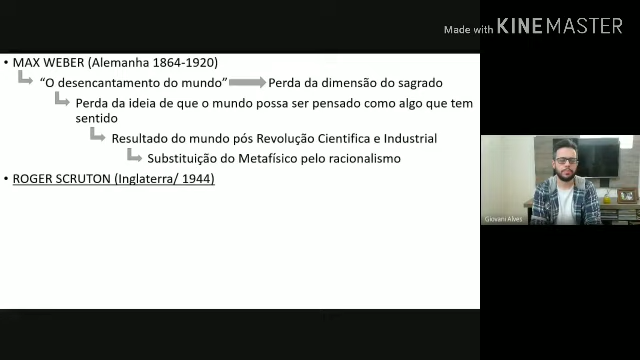 Made with KINEMASTER
• MAX WEBER (Alemanha 1864-1920)
“O desencantamento do mundo” Perda da dimensão do sagrado
Perda da ideia de que o mundo possa ser pensado como algo que tem
sentido
Resultado do mundo pós Revolução Cientifica e Industrial
Substituição do Metafísico pelo racionalismo
• ROGER SCRUTON (Inglaterra/ 1944)
Giovani Alves